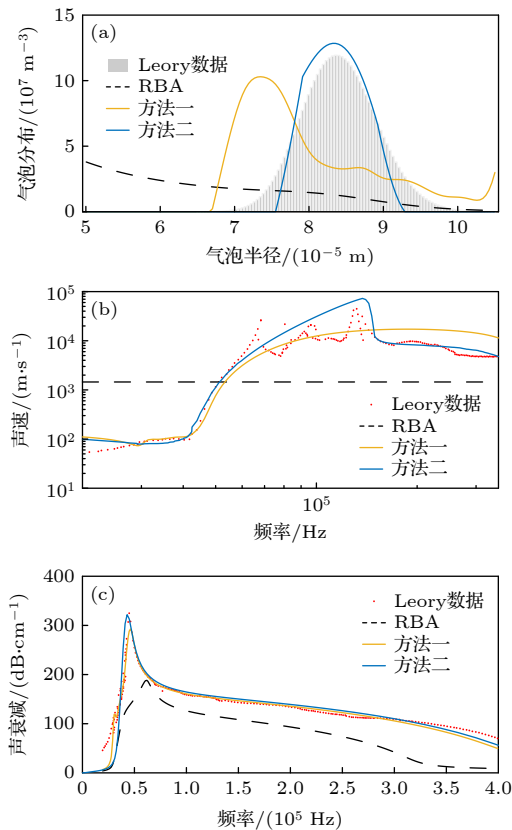 (a)
15
10
5
0
气泡分布/(10⁷ m⁻³)
Leory数据
RBA
方法一
方法二
5 6 7 8 9 10
气泡半径/(10⁻⁵ m)
(b)
10⁵
10⁴
10³
10²
10¹
声速/(m·s⁻¹)
Leory数据
RBA
方法一
方法二
10⁵
频率/Hz
(c)
400
300
200
100
0
声衰减/(dB·cm⁻¹)
Leory数据
RBA
方法一
方法二
0 0.5 1.0 1.5 2.0 2.5 3.0 3.5 4.0
频率/(10⁵ Hz)